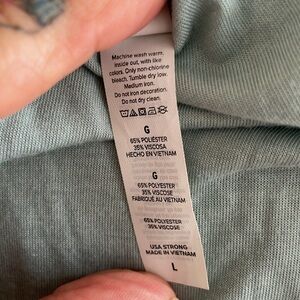 Machine wash warm,
inside out, with like
colors. Only non-chlorine
bleach. Tumble dry low.
Medium iron.
Do not iron decoration.
Do not dry clean.
G
65% POLIÉSTER
35% VISCOSA
HECHO EN VIETNAM
G
65% POLYESTER
35% VISCOSE
FABRIQUÉ AU VIETNAM
65% POLYESTER
35% VISCOSE
USA STRONG
MADE IN VIETNAM
L